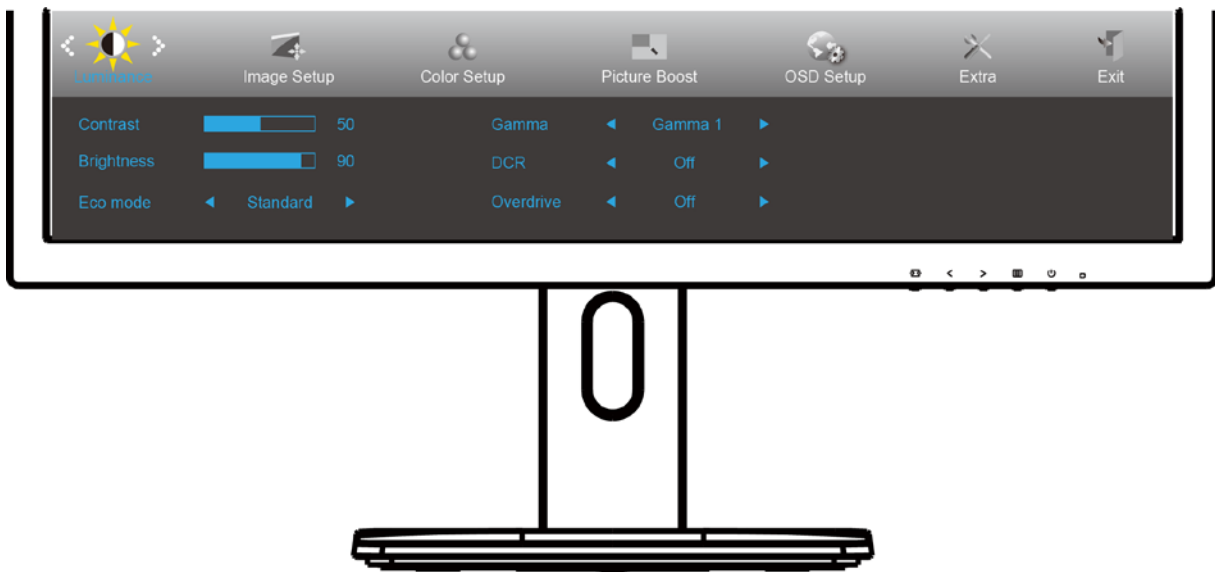 Luminance Image Setup Color Setup Picture Boost OSD Setup Extra Exit
Contrast 50 Gamma Gamma 1
Brightness 90 DCR Off
Eco mode Standard Overdrive Off